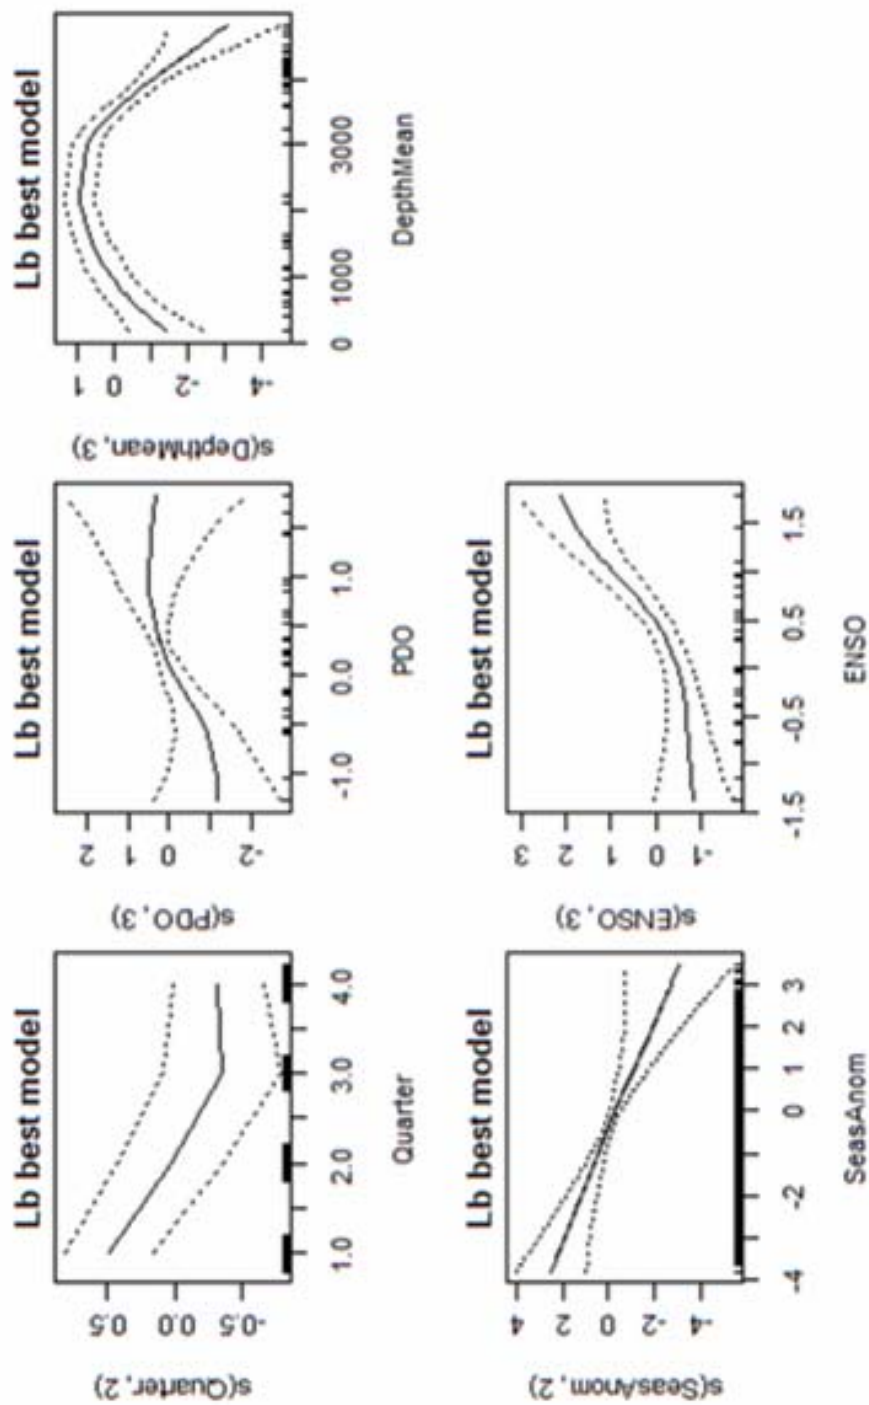 Lb best model
s(Quarter, 2)
0.5
0.0
-0.5
1.0 2.0 3.0 4.0
Quarter
Lb best model
s(PDO, 3)
2
1
0
-2
-1.0 0.0 1.0
PDO
Lb best model
s(DepthMean, 3)
1
0
-2
-4
0 1000 3000
DepthMean
Lb best model
s(SeasAnom, 2)
4
2
0
-2
-4
-4 -2 0 1 2 3
SeasAnom
Lb best model
s(ENSO, 3)
3
2
1
0
-1
-1.5 -0.5 0.5 1.5
ENSO